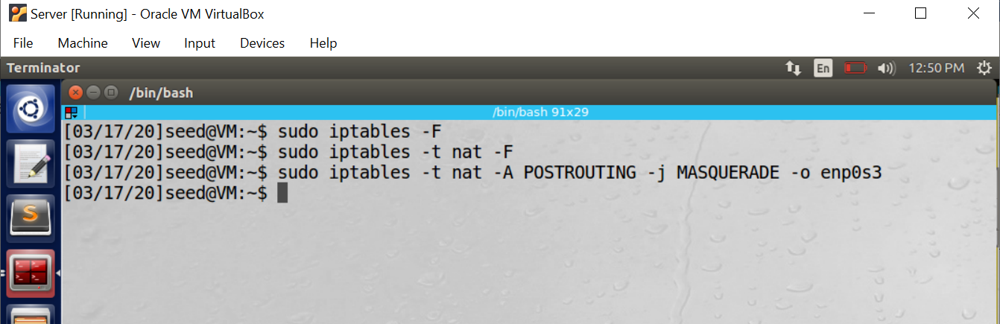 Server [Running] - Oracle VM VirtualBox
File Machine View Input Devices Help
Terminator En 12:50 PM
/bin/bash
/bin/bash 91x29
[03/17/20]seed@VM:~$ sudo iptables -F
[03/17/20]seed@VM:~$ sudo iptables -t nat -F
[03/17/20]seed@VM:~$ sudo iptables -t nat -A POSTROUTING -j MASQUERADE -o enp0s3
[03/17/20]seed@VM:~$